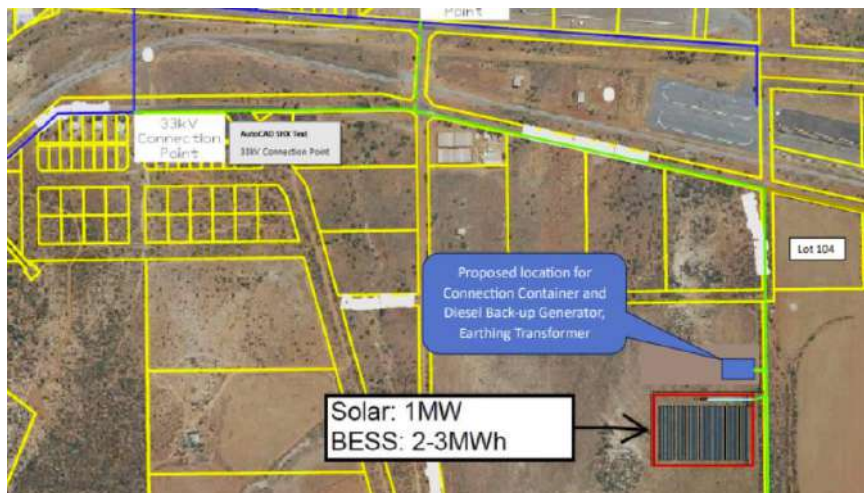 Point
33kV
Connection
Point
AutoCAD SHX Text
33kV Connection Point
Lot 104
Proposed location for
Connection Container and
Diesel Back-up Generator,
Earthing Transformer
Solar: 1MW
BESS: 2-3MWh